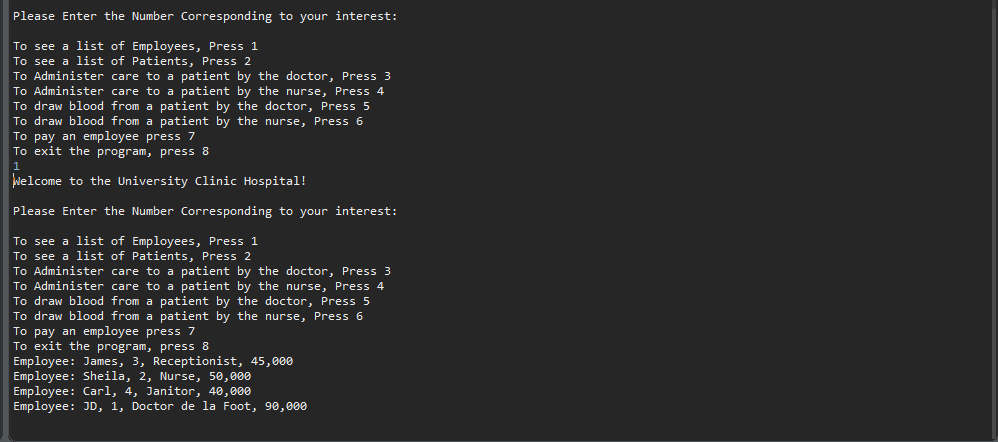 Please Enter the Number Corresponding to your interest:
To see a list of Employees, Press 1
To see a list of Patients, Press 2
To Administer care to a patient by the doctor, Press 3
To Administer care to a patient by the nurse, Press 4
To draw blood from a patient by the doctor, Press 5
To draw blood from a patient by the nurse, Press 6
To pay an employee press 7
To exit the program, press 8
1
Welcome to the University Clinic Hospital!
Please Enter the Number Corresponding to your interest:
To see a list of Employees, Press 1
To see a list of Patients, Press 2
To Administer care to a patient by the doctor, Press 3
To Administer care to a patient by the nurse, Press 4
To draw blood from a patient by the doctor, Press 5
To draw blood from a patient by the nurse, Press 6
To pay an employee press 7
To exit the program, press 8
Employee: James, 3, Receptionist, 45,000
Employee: Sheila, 2, Nurse, 50,000
Employee: Carl, 4, Janitor, 40,000
Employee: JD, 1, Doctor de la Foot, 90,000